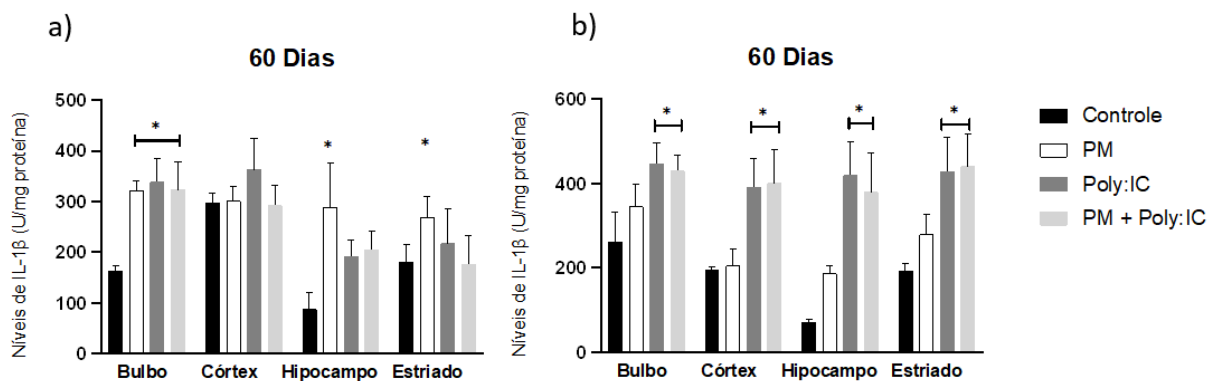 a)
60 Dias
Níveis de IL-1β (U/mg proteína)
500
400
300
200
100
0
*
*
*
Bulbo Córtex Hipocampo Estriado
b)
60 Dias
Níveis de IL-1β (U/mg proteína)
600
400
200
0
*
*
*
*
Bulbo Córtex Hipocampo Estriado
Controle
PM
Poly:IC
PM + Poly:IC